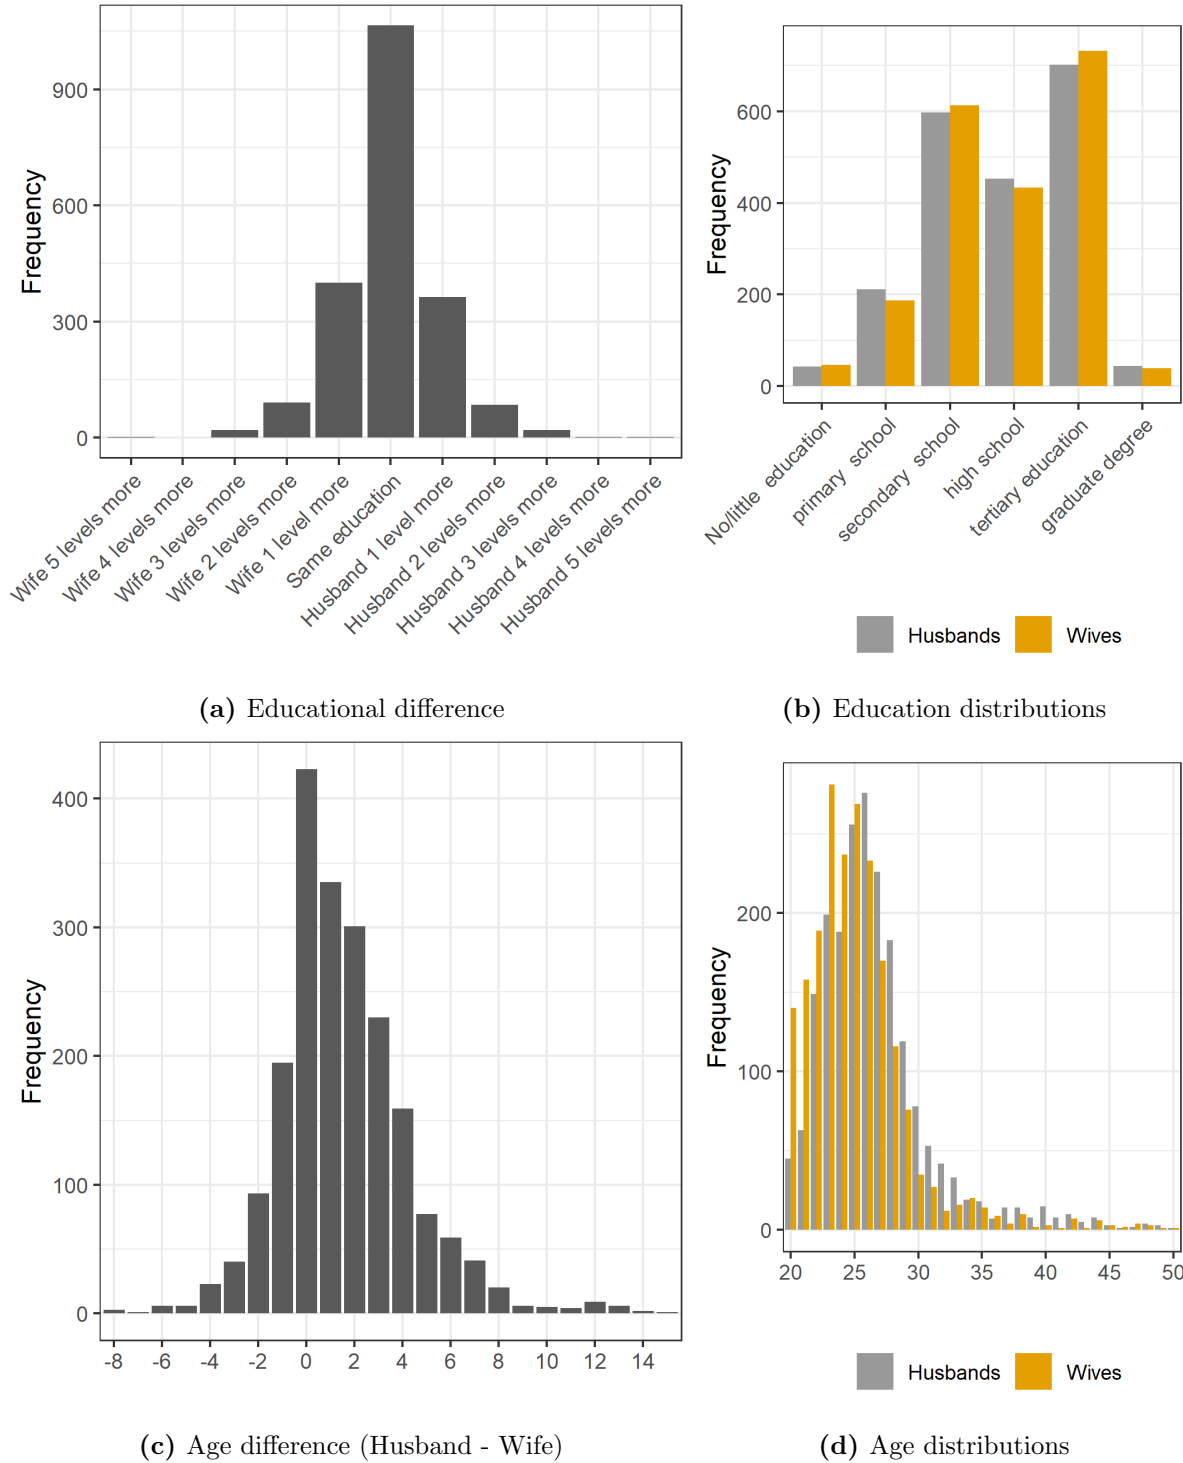 Frequency
900
600
300
0
Wife 5 levels more
Wife 4 levels more
Wife 3 levels more
Wife 2 levels more
Wife 1 level more
Same education
Husband 1 level more
Husband 2 levels more
Husband 3 levels more
Husband 4 levels more
Husband 5 levels more
(a) Educational difference
Frequency
600
400
200
0
No/little education
primary school
secondary school
high school
tertiary education
graduate degree
Husbands Wives
(b) Education distributions
Frequency
400
300
200
100
0
-8 -6 -4 -2 0 2 4 6 8 10 12 14
(c) Age difference (Husband - Wife)
Frequency
200
100
0
20 25 30 35 40 45 50
Husbands Wives
(d) Age distributions